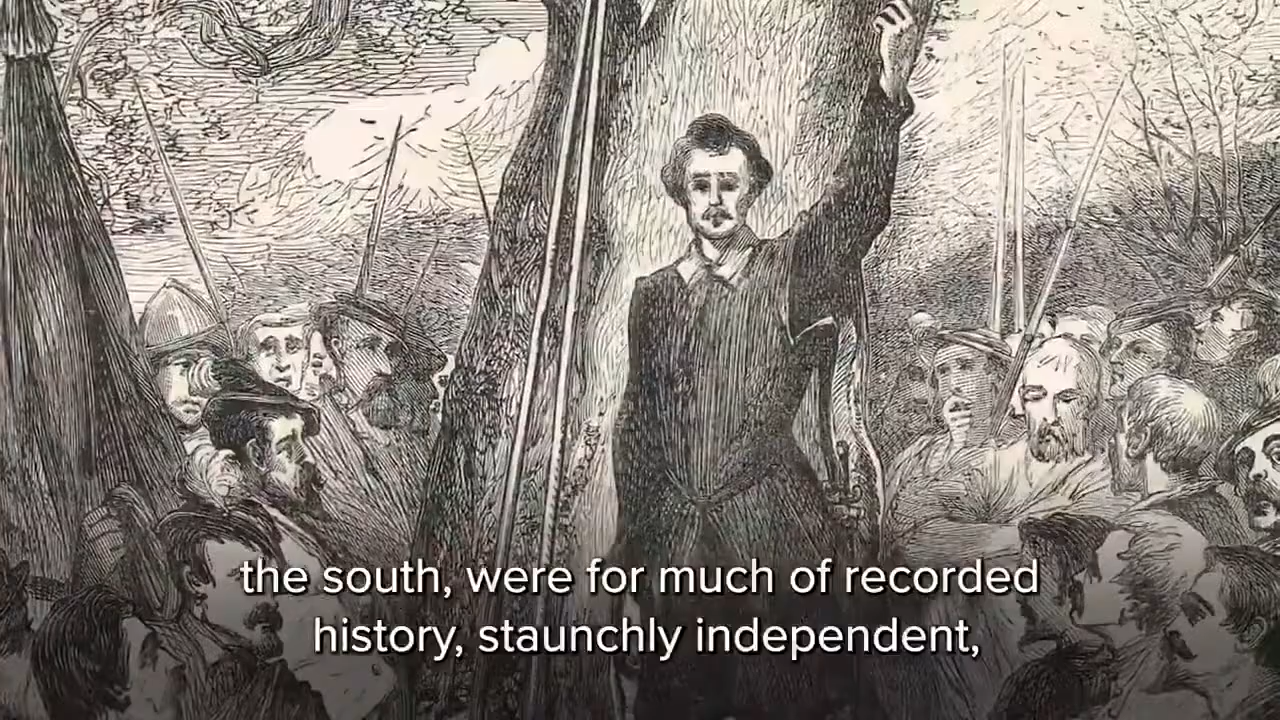 the south, were for much of recorded
history, staunchly independent,